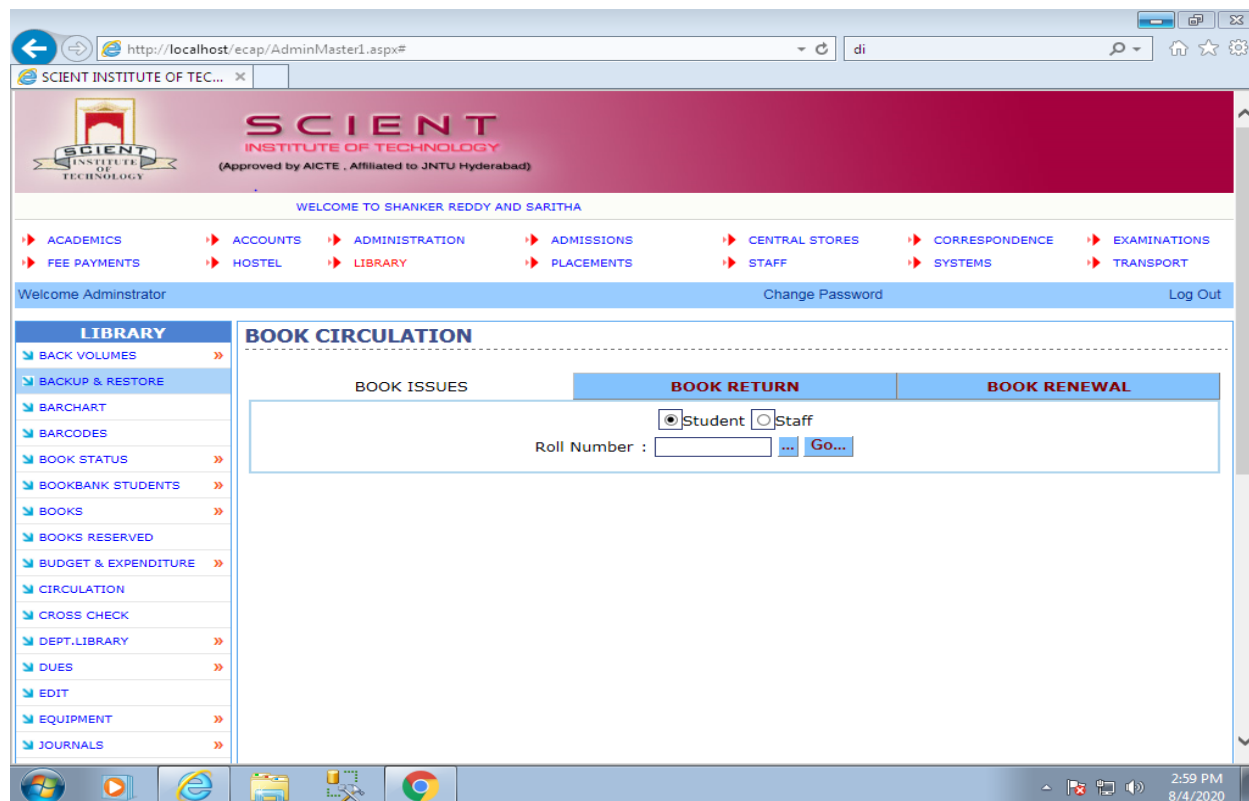 http://localhost/ecap/AdminMaster1.aspx#
di
SCIENT INSTITUTE OF TEC...
SCIENT
INSTITUTE
OF
TECHNOLOGY
SCIENT
INSTITUTE OF TECHNOLOGY
(Approved by AICTE , Affiliated to JNTU Hyderabad)
WELCOME TO SHANKER REDDY AND SARITHA
ACADEMICS ACCOUNTS ADMINISTRATION ADMISSIONS CENTRAL STORES CORRESPONDENCE EXAMINATIONS
FEE PAYMENTS HOSTEL LIBRARY PLACEMENTS STAFF SYSTEMS TRANSPORT
Welcome Adminstrator Change Password Log Out
LIBRARY
BACK VOLUMES »
BACKUP & RESTORE
BARCHART
BARCODES
BOOK STATUS »
BOOKBANK STUDENTS »
BOOKS »
BOOKS RESERVED
BUDGET & EXPENDITURE »
CIRCULATION
CROSS CHECK
DEPT.LIBRARY »
DUES »
EDIT
EQUIPMENT »
JOURNALS »
BOOK CIRCULATION
BOOK ISSUES BOOK RETURN BOOK RENEWAL
Student Staff
Roll Number : ... Go...
2:59 PM
8/4/2020